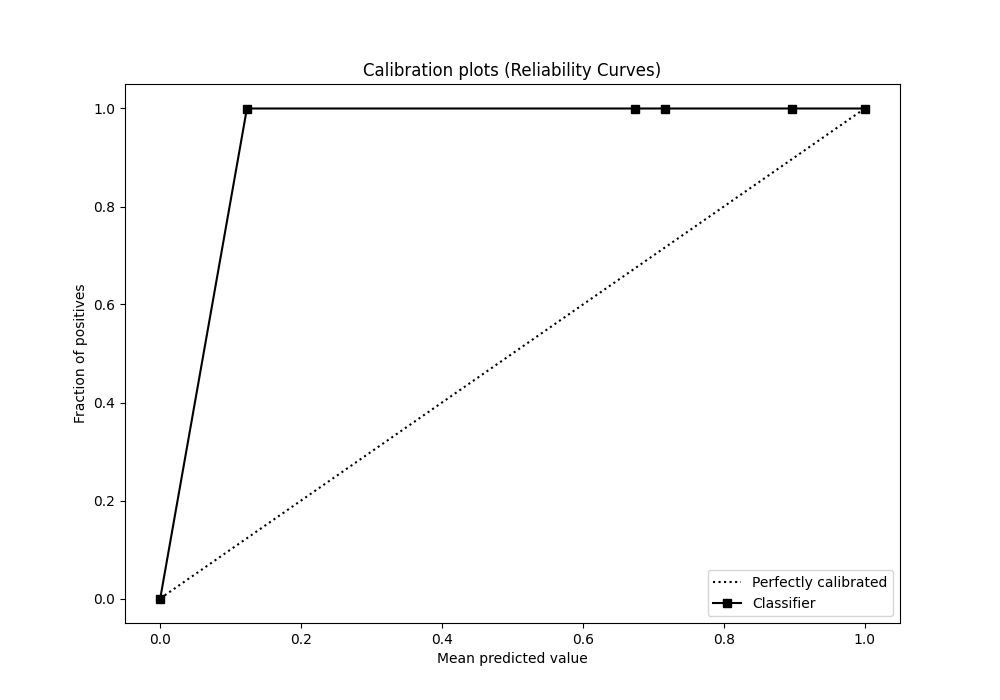 Calibration plots (Reliability Curves)
1.0
0.8
0.6
0.4
0.2
0.0
Fraction of positives
0.0 0.2 0.4 0.6 0.8 1.0
Mean predicted value
Perfectly calibrated
Classifier